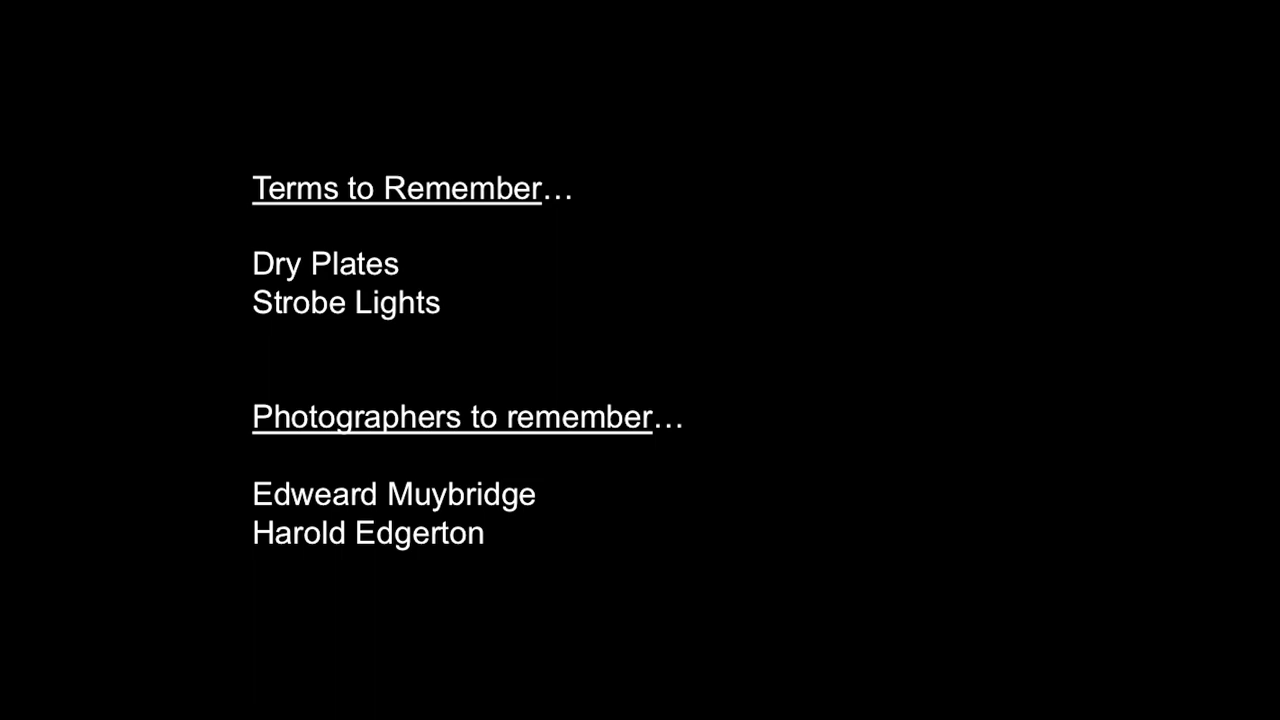 Terms to Remember…
Dry Plates
Strobe Lights
Photographers to remember…
Edweard Muybridge
Harold Edgerton